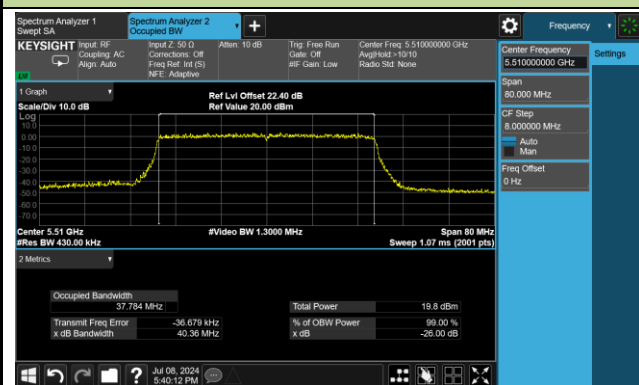 Spectrum Analyzer 1
Swept SA
Spectrum Analyzer 2
Occupied BW
Frequency
KEYSIGHT
Input: RF
Coupling: AC
Align: Auto
Input Z: 50 Ω
Corrections: Off
Freq Ref: Int (S)
NFE: Adaptive
Atten: 10 dB
Trig: Free Run
Gate: Off
#IF Gain: Low
Center Freq: 5.510000000 GHz
Avg|Hold:>10/10
Radio Std: None
LVI
Center Frequency
5.510000000 GHz
Settings
Span
80.000 MHz
CF Step
8.000000 MHz
Auto
Man
Freq Offset
0 Hz
1 Graph
Scale/Div 10.0 dB
Ref Lvl Offset 22.40 dB
Ref Value 20.00 dBm
Log
10.0
0.00
-10.0
-20.0
-30.0
-40.0
-50.0
-60.0
-70.0
Center 5.51 GHz
#Res BW 430.00 kHz
#Video BW 1.3000 MHz
Span 80 MHz
Sweep 1.07 ms (2001 pts)
2 Metrics
Occupied Bandwidth
37.784 MHz
Total Power 19.8 dBm
Transmit Freq Error -36.679 kHz
% of OBW Power 99.00 %
x dB Bandwidth 40.36 MHz
x dB -26.00 dB
?
Jul 08, 2024
5:40:12 PM